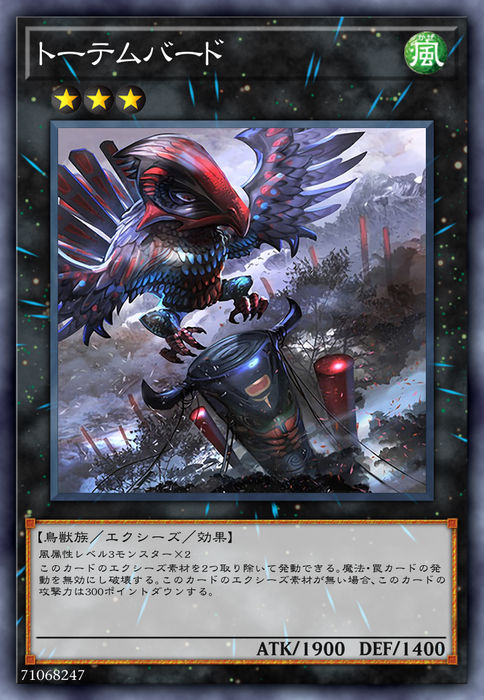 トーテムバード
かぜ
風
【鳥獣族／エクシーズ／効果】
風属性レベル3モンスター×2
このカードのエクシーズ素材を2つ取り除いて発動できる。魔法・罠カードの発
動を無効にし破壊する。このカードのエクシーズ素材が無い場合、このカードの
攻撃力は300ポイントダウンする。
ATK/1900 DEF/1400
71068247